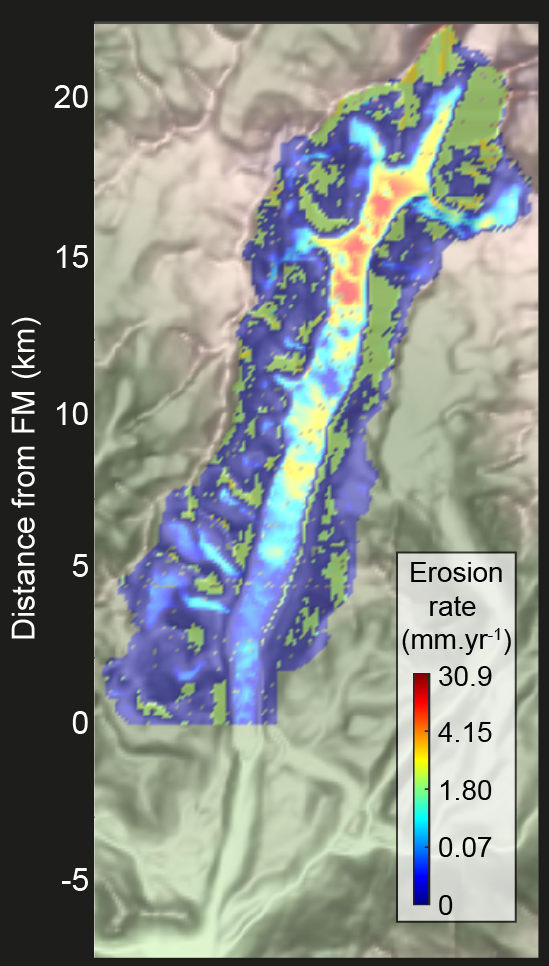 20
15
10
5
0
-5
Distance from FM (km)
Erosion
rate
(mm.yr-1)
30.9
4.15
1.80
0.07
0